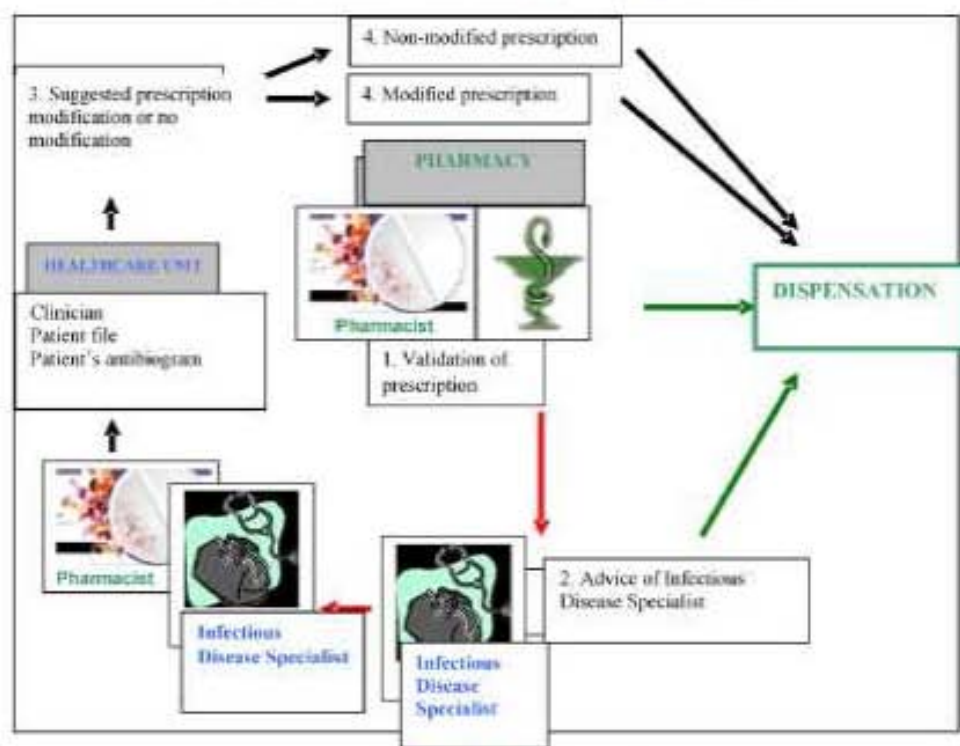 4. Non-modified prescription
3. Suggested prescription
modification or no
modification
4. Modified prescription
PHARMACY
HEALTHCARE UNIT
Clinician
Patient file
Patient's antibiogram
Pharmacist
1. Validation of
prescription
DISPENSATION
Pharmacist
Infectious
Disease Specialist
2. Advice of Infectious
Disease Specialist
Infectious
Disease
Specialist